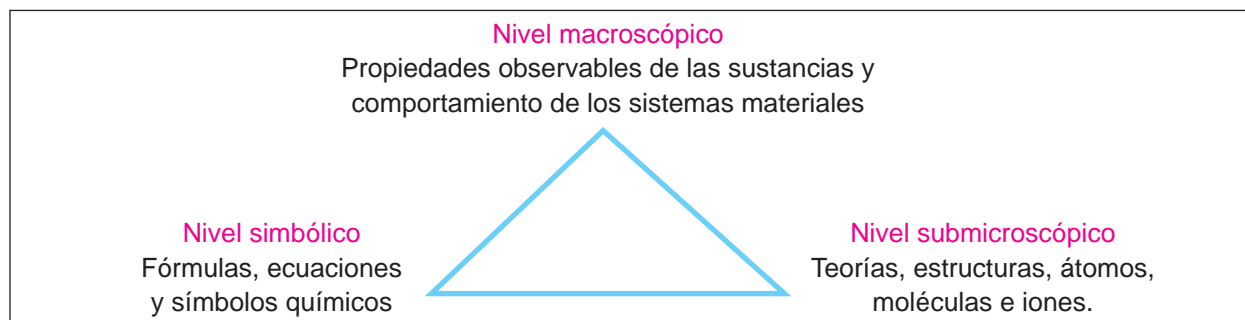 Nivel macroscópico
Propiedades observables de las sustancias y
comportamiento de los sistemas materiales
Nivel simbólico
Fórmulas, ecuaciones
y símbolos químicos
Nivel submicroscópico
Teorías, estructuras, átomos,
moléculas e iones.